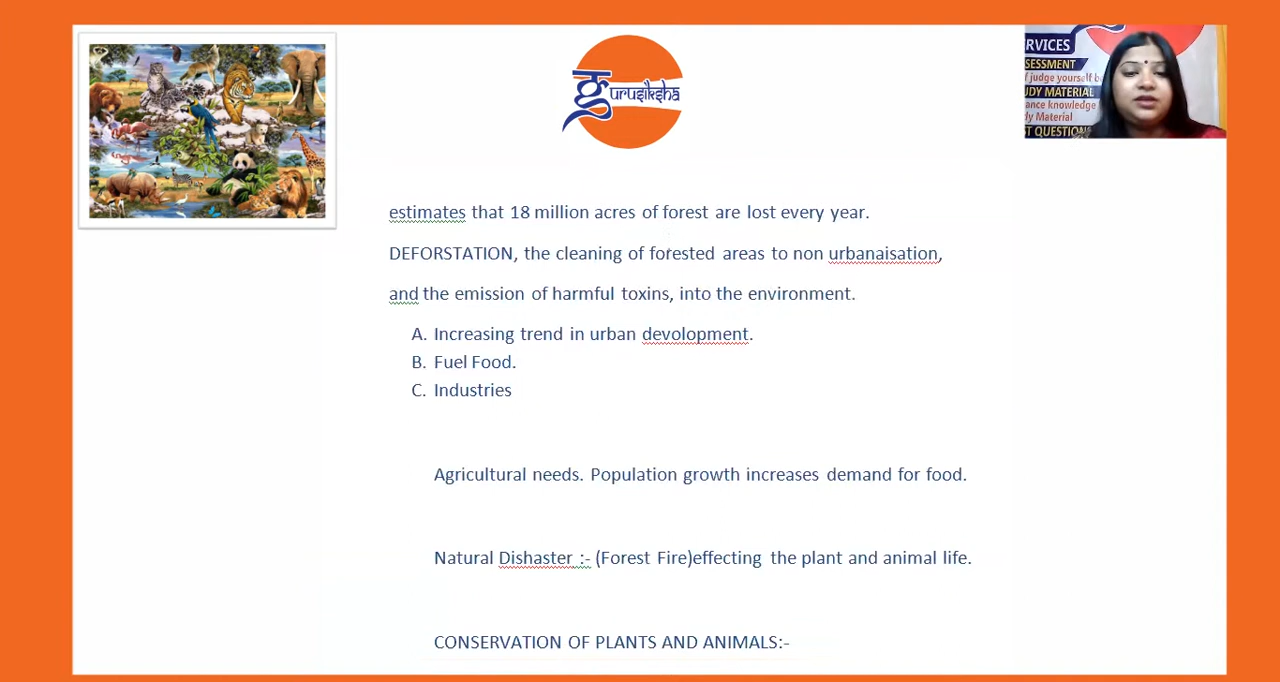 गurusiksha
RVICES
SESSMENT
f judge yourself b
UDY MATERIAL
ance knowledge
dy Material
ST QUESTION
estimates that 18 million acres of forest are lost every year.
DEFORSTATION, the cleaning of forested areas to non urbanaisation,
and the emission of harmful toxins, into the environment.
A. Increasing trend in urban devolopment.
B. Fuel Food.
C. Industries
Agricultural needs. Population growth increases demand for food.
Natural Dishaster :- (Forest Fire)effecting the plant and animal life.
CONSERVATION OF PLANTS AND ANIMALS:-